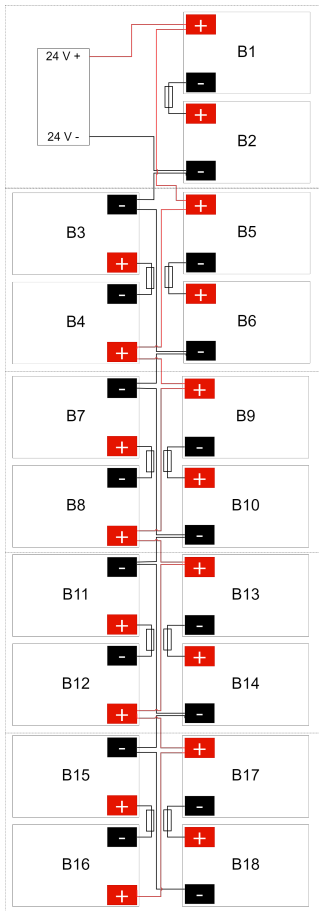 +
24 V +
B1
-
+
24 V -
B2
-
- +
B3 B5
+ -
- +
B4 B6
+ -
- +
B7 B9
+ -
- +
B8 B10
+ -
- +
B11 B13
+ -
- +
B12 B14
+ -
- +
B15 B17
+ -
- +
B16 B18
+ -